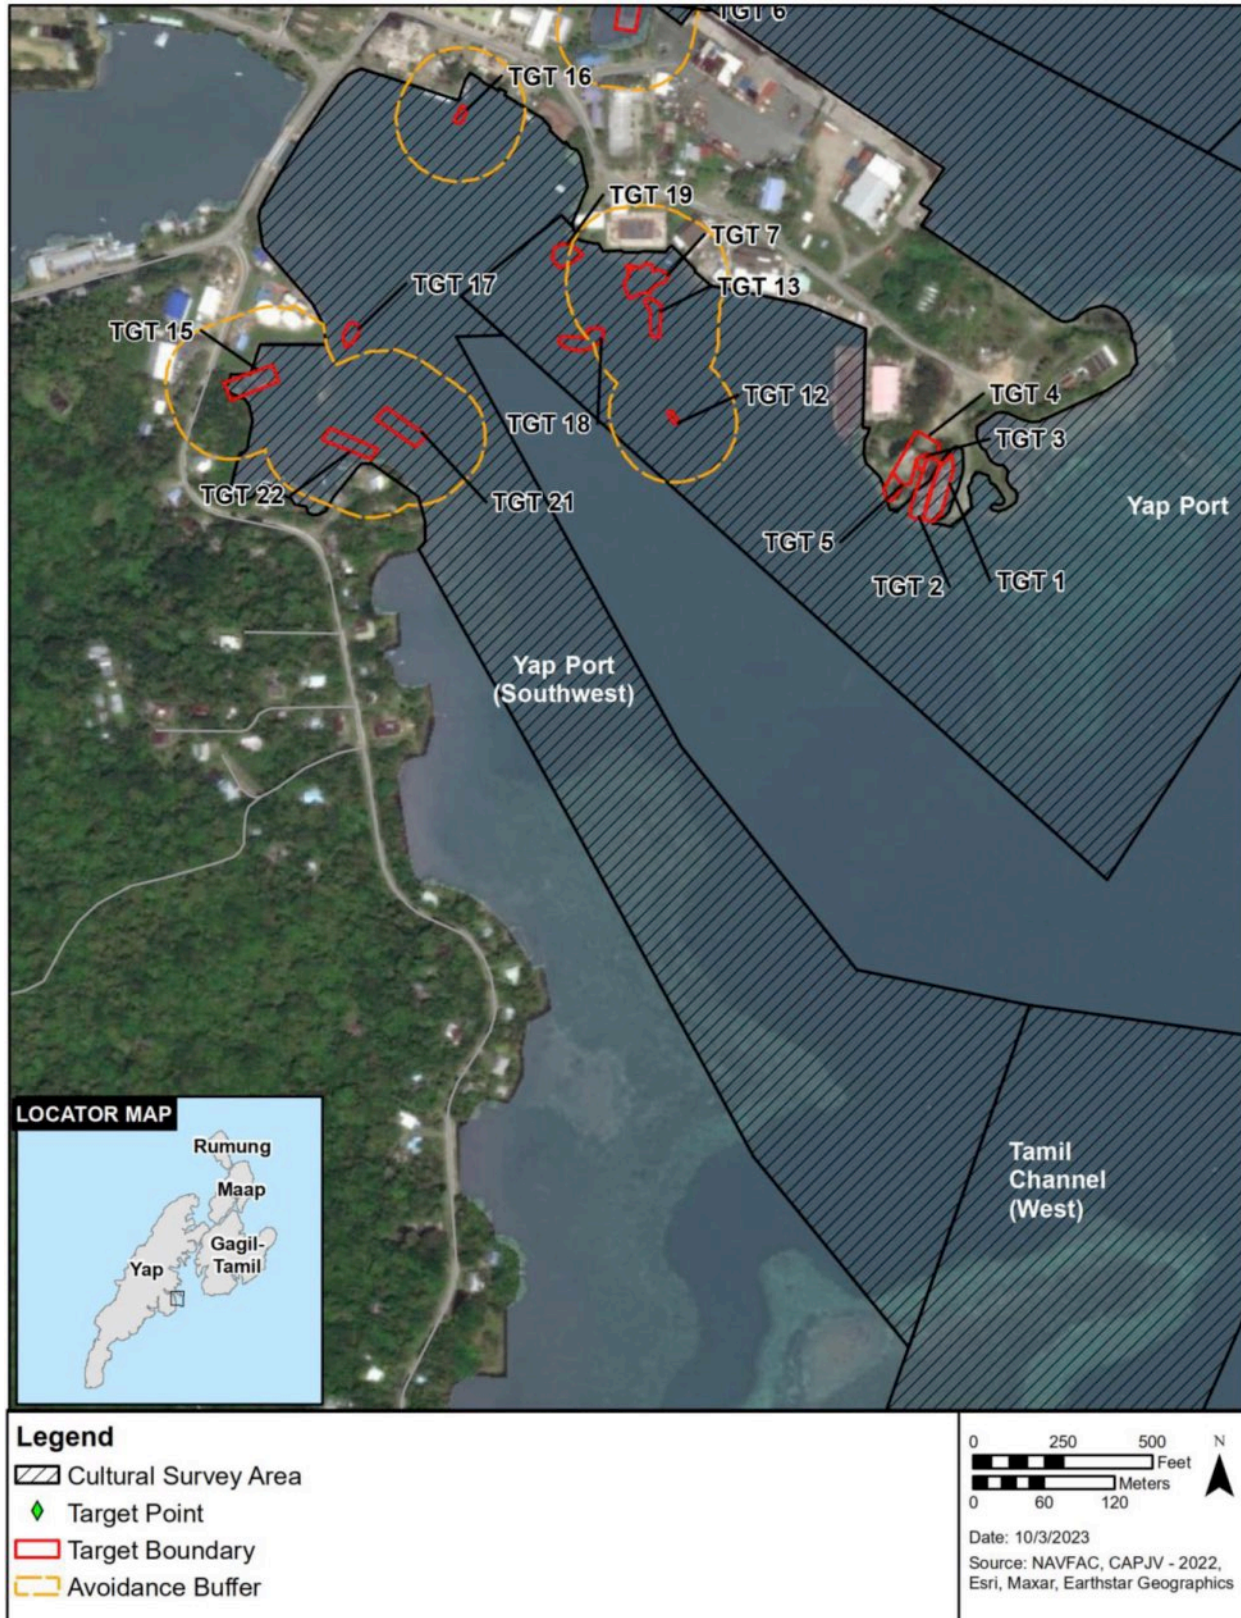 TGT 6
TGT 16
TGT 19
TGT 7
TGT 17
TGT 13
TGT 15
TGT 12
TGT 4
TGT 18
TGT 3
TGT 22
TGT 21
Yap Port
TGT 5
TGT 2
TGT 1
Yap Port
(Southwest)
Tamil
Channel
(West)
LOCATOR MAP
Rumung
Maap
Gagil-
Tamil
Yap
Legend
Cultural Survey Area
Target Point
Target Boundary
Avoidance Buffer
0 250 500
Feet
Meters
0 60 120
N
Date: 10/3/2023
Source: NAVFAC, CAPJV - 2022,
Esri, Maxar, Earthstar Geographics